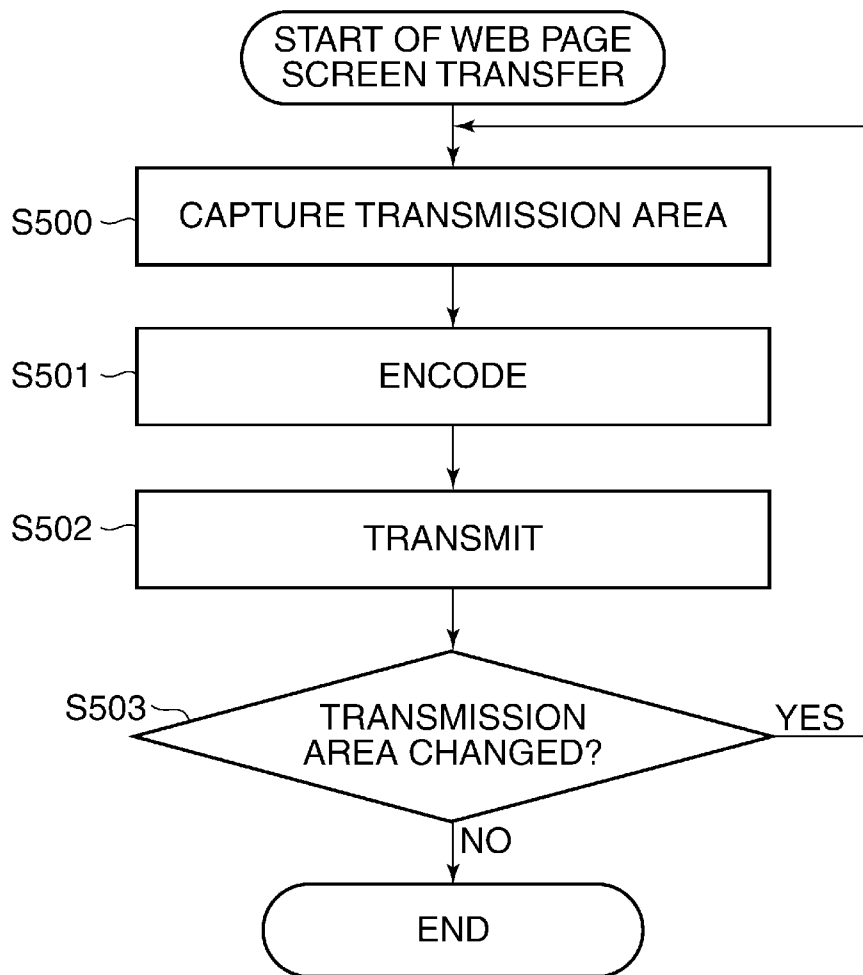 START OF WEB PAGE
SCREEN TRANSFER
S500
CAPTURE TRANSMISSION AREA
S501
ENCODE
S502
TRANSMIT
S503
TRANSMISSION
AREA CHANGED?
YES
NO
END